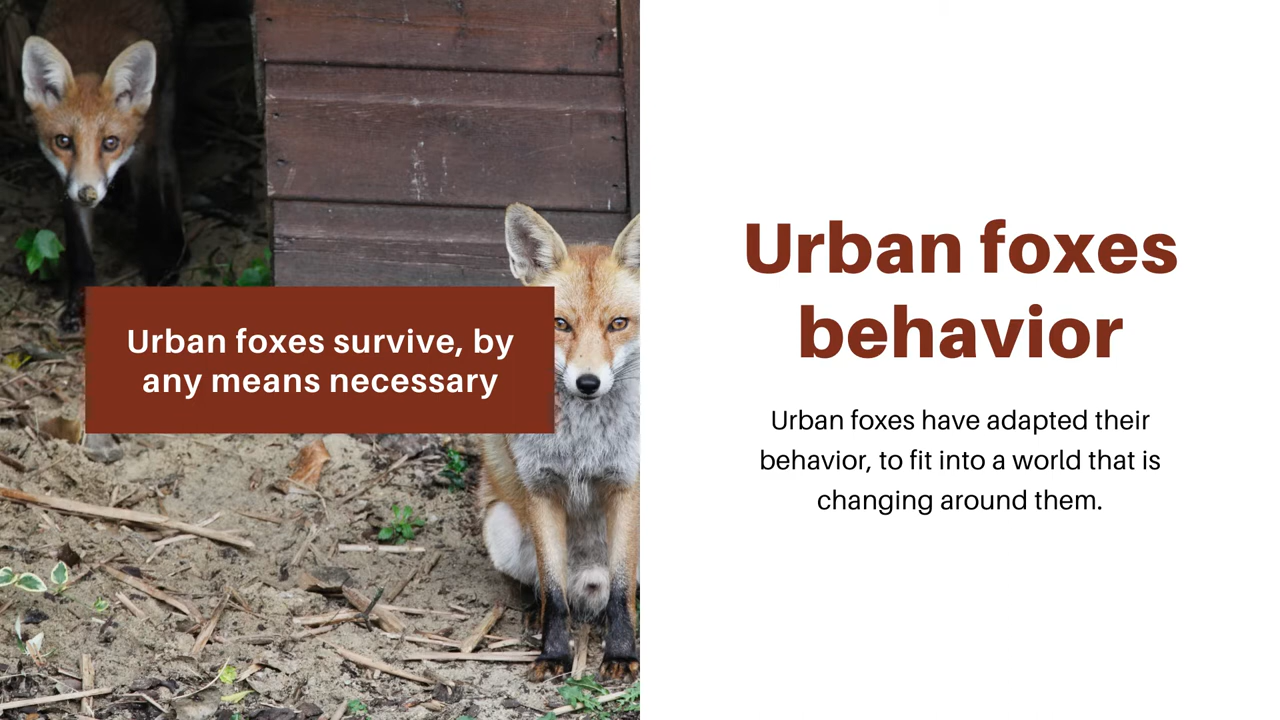 Urban foxes survive, by
any means necessary
Urban foxes
behavior
Urban foxes have adapted their
behavior, to fit into a world that is
changing around them.